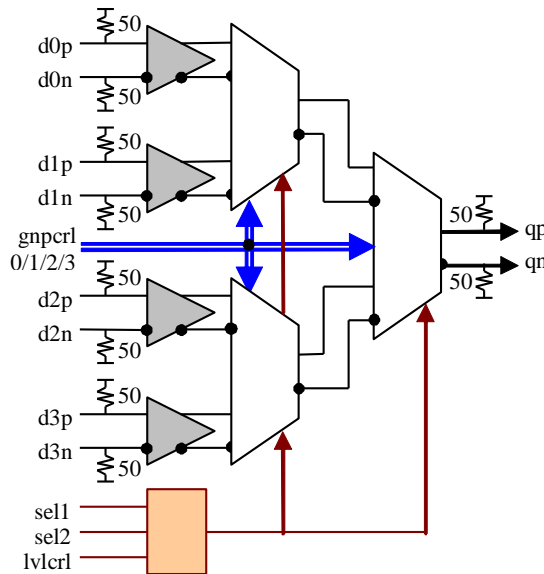 50
d0p
d0n
50
50
d1p
d1n
50
gnpcrl
0/1/2/3
50
d2p
d2n
50
50
d3p
d3n
50
sel1
sel2
lvlcrl
50
qp
qn
50